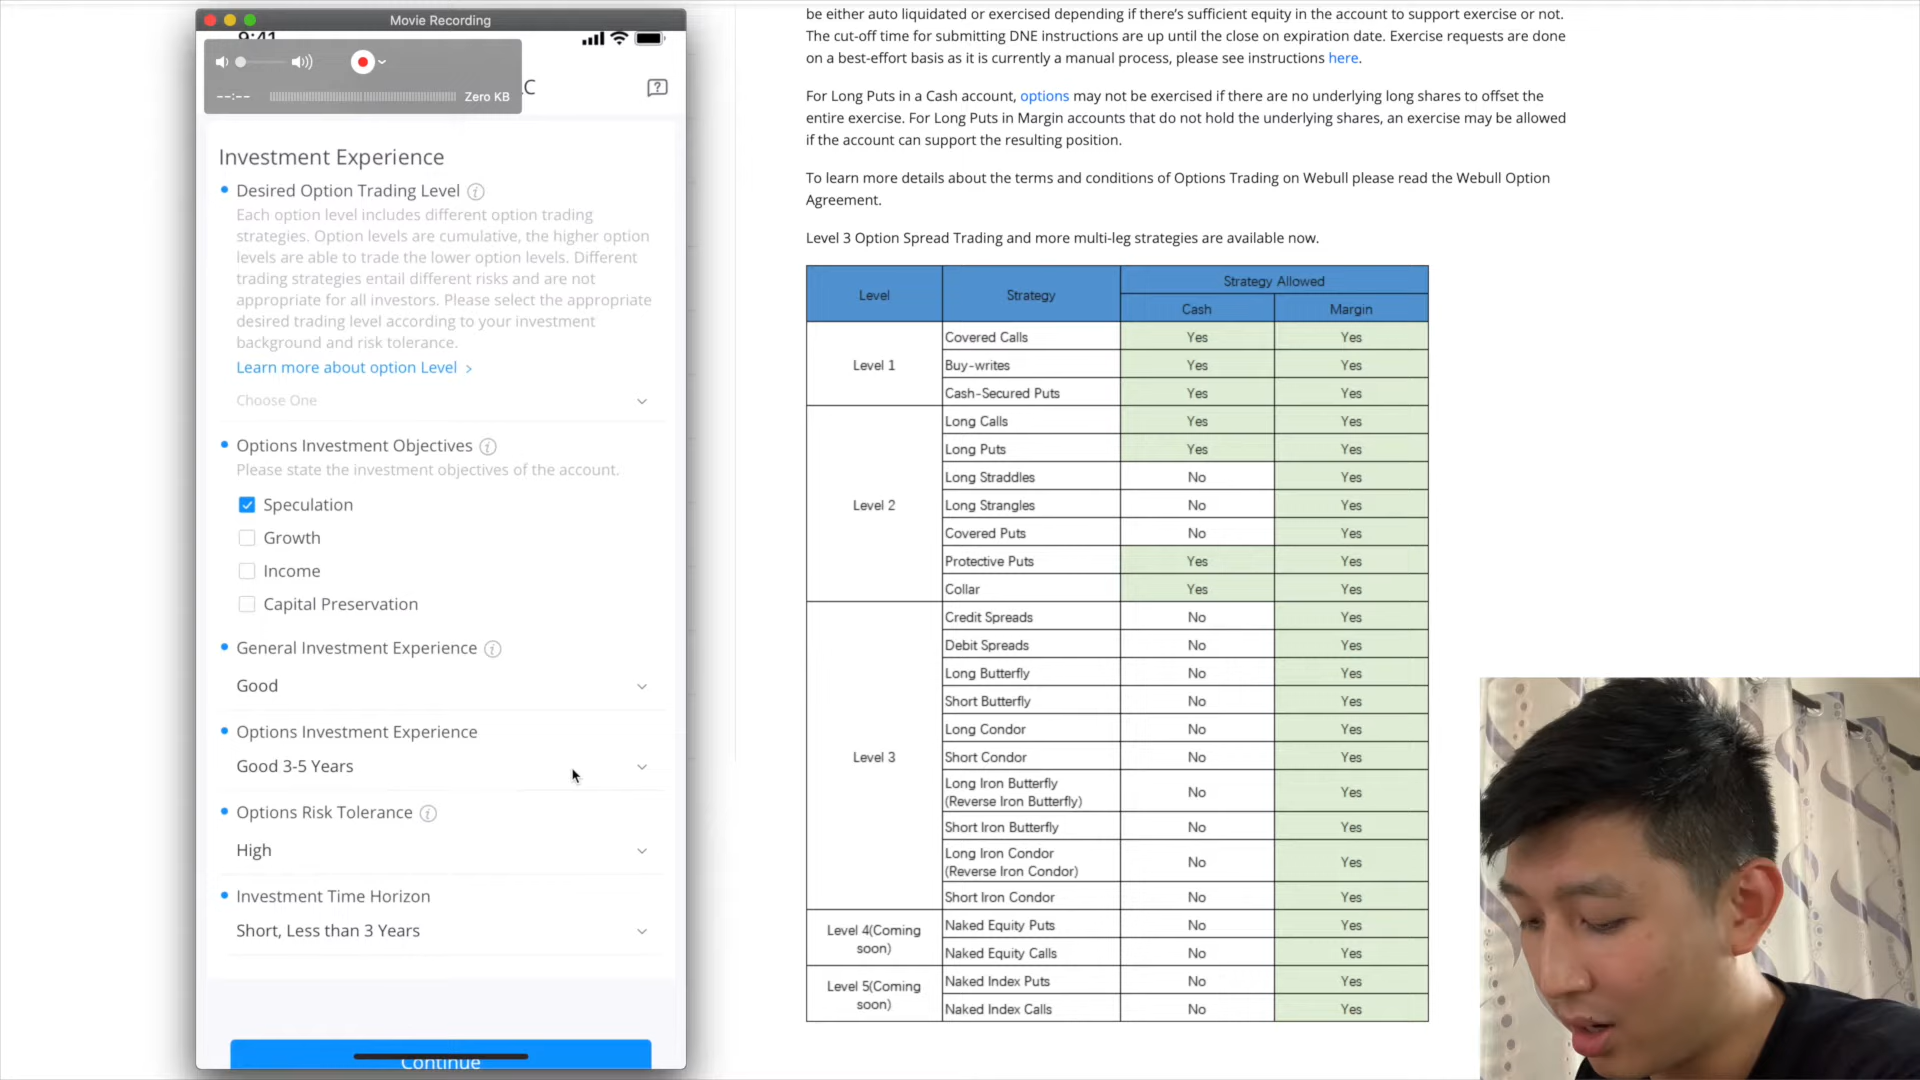 Movie Recording
9:41
--:--
Zero KB
C
Investment Experience
Desired Option Trading Level
Each option level includes different option trading
strategies. Option levels are cumulative, the higher option
levels are able to trade the lower option levels. Different
trading strategies entail different risks and are not
appropriate for all investors. Please select the appropriate
desired trading level according to your investment
background and risk tolerance.
Learn more about option Level >
Choose One
Options Investment Objectives
Please state the investment objectives of the account.
Speculation
Growth
Income
Capital Preservation
General Investment Experience
Good
Options Investment Experience
Good 3-5 Years
Options Risk Tolerance
High
Investment Time Horizon
Short, Less than 3 Years
Continue
be either auto liquidated or exercised depending if there's sufficient equity in the account to support exercise or not.
The cut-off time for submitting DNE instructions are up until the close on expiration date. Exercise requests are done
on a best-effort basis as it is currently a manual process, please see instructions here.
For Long Puts in a Cash account, options may not be exercised if there are no underlying long shares to offset the
entire exercise. For Long Puts in Margin accounts that do not hold the underlying shares, an exercise may be allowed
if the account can support the resulting position.
To learn more details about the terms and conditions of Options Trading on Webull please read the Webull Option
Agreement.
Level 3 Option Spread Trading and more multi-leg strategies are available now.
Level Strategy Strategy Allowed
Cash Margin
Level 1
Covered Calls Yes Yes
Buy-writes Yes Yes
Cash-Secured Puts Yes Yes
Level 2
Long Calls Yes Yes
Long Puts Yes Yes
Long Straddles No Yes
Long Strangles No Yes
Covered Puts No Yes
Protective Puts Yes Yes
Collar Yes Yes
Level 3
Credit Spreads No Yes
Debit Spreads No Yes
Long Butterfly No Yes
Short Butterfly No Yes
Long Condor No Yes
Short Condor No Yes
Long Iron Butterfly
(Reverse Iron Butterfly) No Yes
Short Iron Butterfly No Yes
Long Iron Condor
(Reverse Iron Condor) No Yes
Short Iron Condor No Yes
Level 4(Coming
soon)
Naked Equity Puts No Yes
Naked Equity Calls No Yes
Level 5(Coming
soon)
Naked Index Puts No Yes
Naked Index Calls No Yes